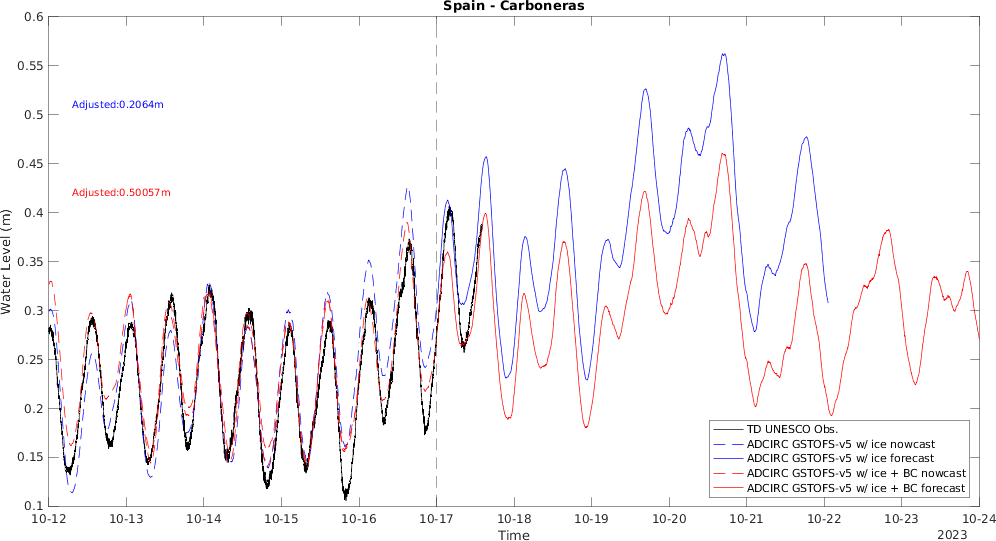 Spain - Carboneras
0.6
0.55
0.5
0.45
0.4
0.35
0.3
0.25
0.2
0.15
0.1
Water Level (m)
Adjusted:0.2064m
Adjusted:0.50057m
TD UNESCO Obs.
ADCIRC GSTOFS-v5 w/ ice nowcast
ADCIRC GSTOFS-v5 w/ ice forecast
ADCIRC GSTOFS-v5 w/ ice + BC nowcast
ADCIRC GSTOFS-v5 w/ ice + BC forecast
10-12 10-13 10-14 10-15 10-16 10-17 10-18 10-19 10-20 10-21 10-22 10-23 10-24
Time
2023